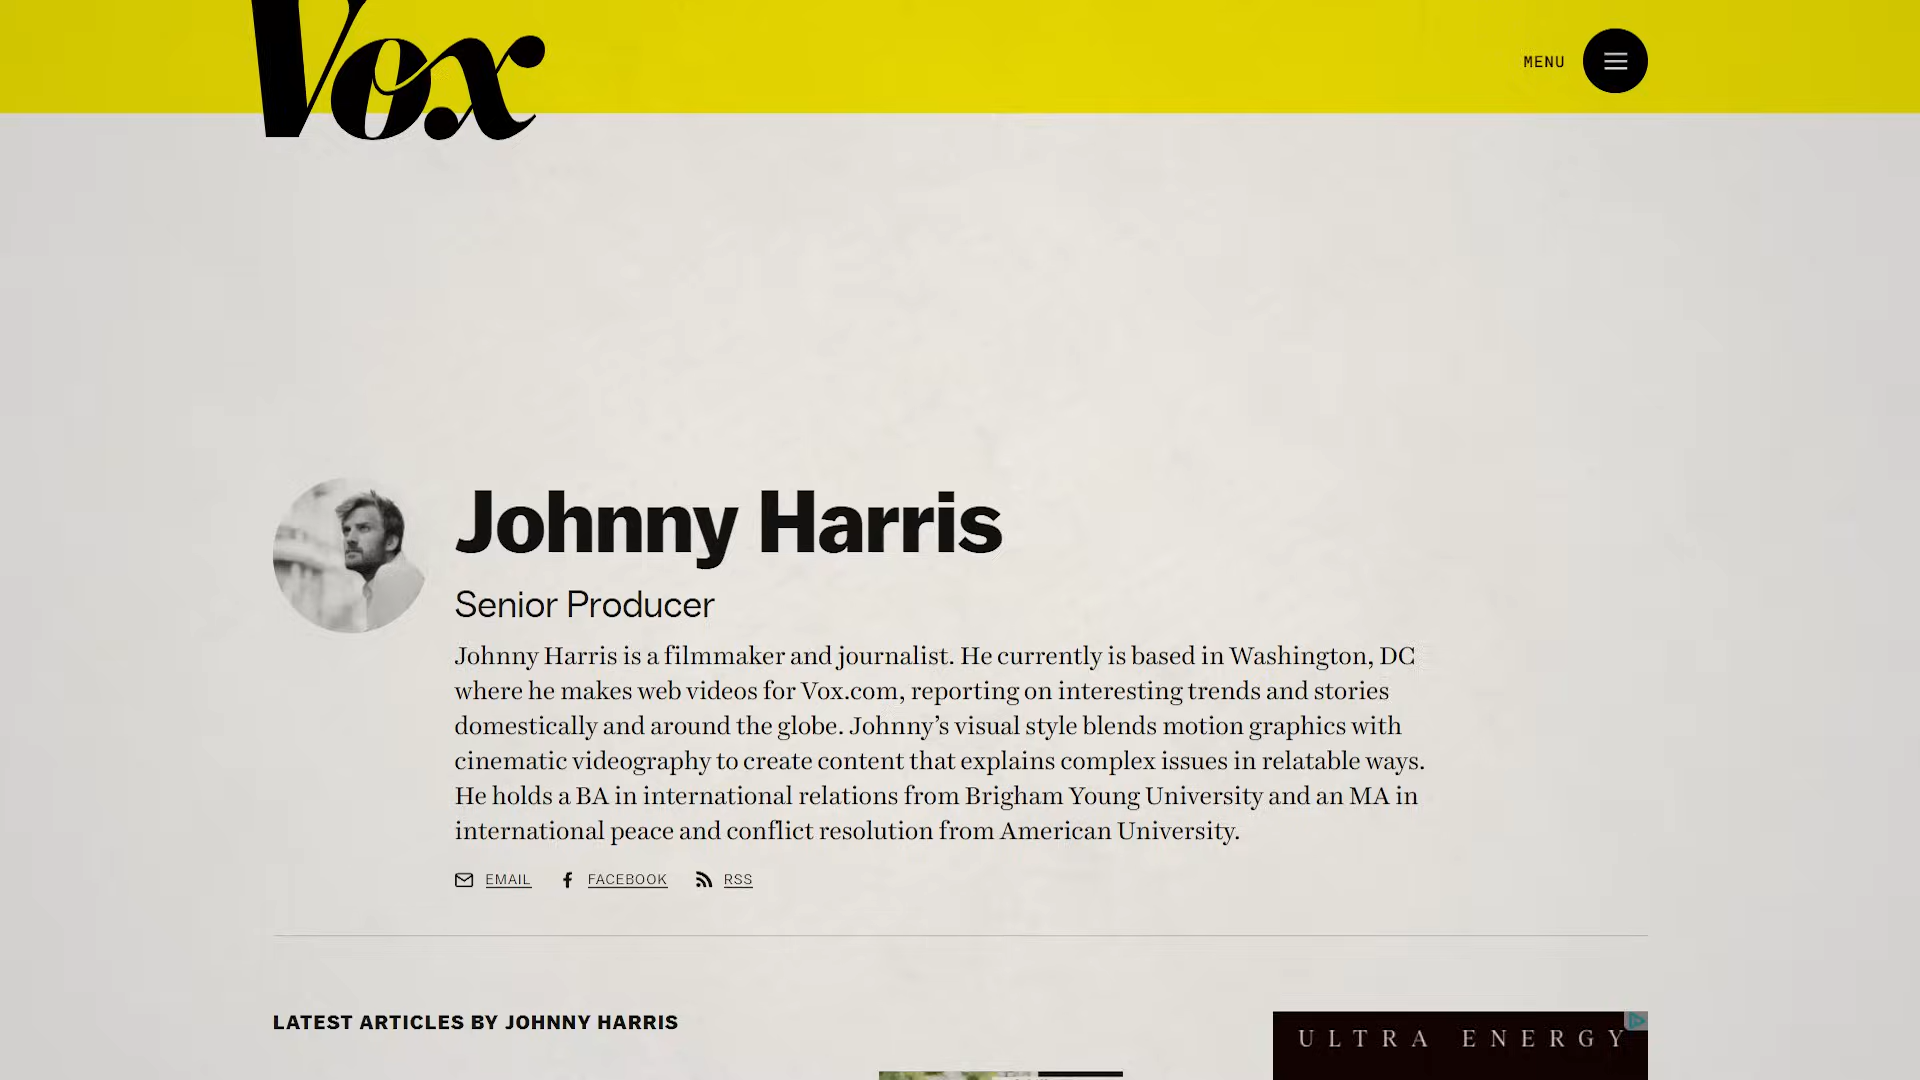 Vox
MENU
Johnny Harris
Senior Producer
Johnny Harris is a filmmaker and journalist. He currently is based in Washington, DC
where he makes web videos for Vox.com, reporting on interesting trends and stories
domestically and around the globe. Johnny’s visual style blends motion graphics with
cinematic videography to create content that explains complex issues in relatable ways.
He holds a BA in international relations from Brigham Young University and an MA in
international peace and conflict resolution from American University.
EMAIL FACEBOOK RSS
LATEST ARTICLES BY JOHNNY HARRIS
ULTRA ENERGY